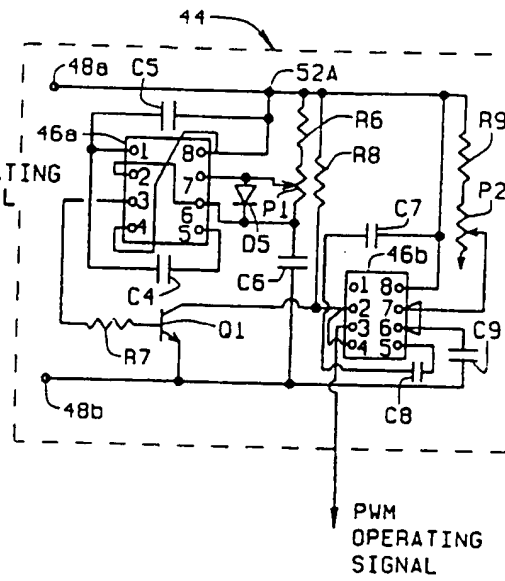 44
48a
C5
52A
46a
R6
R9
1
8
R8
TING
2
7
P1
P2
L
3
6
C7
4
5
D5
46b
C4
C6
1
8
2
7
Q1
3
6
R7
4
5
C9
C8
48b
PWM
OPERATING
SIGNAL